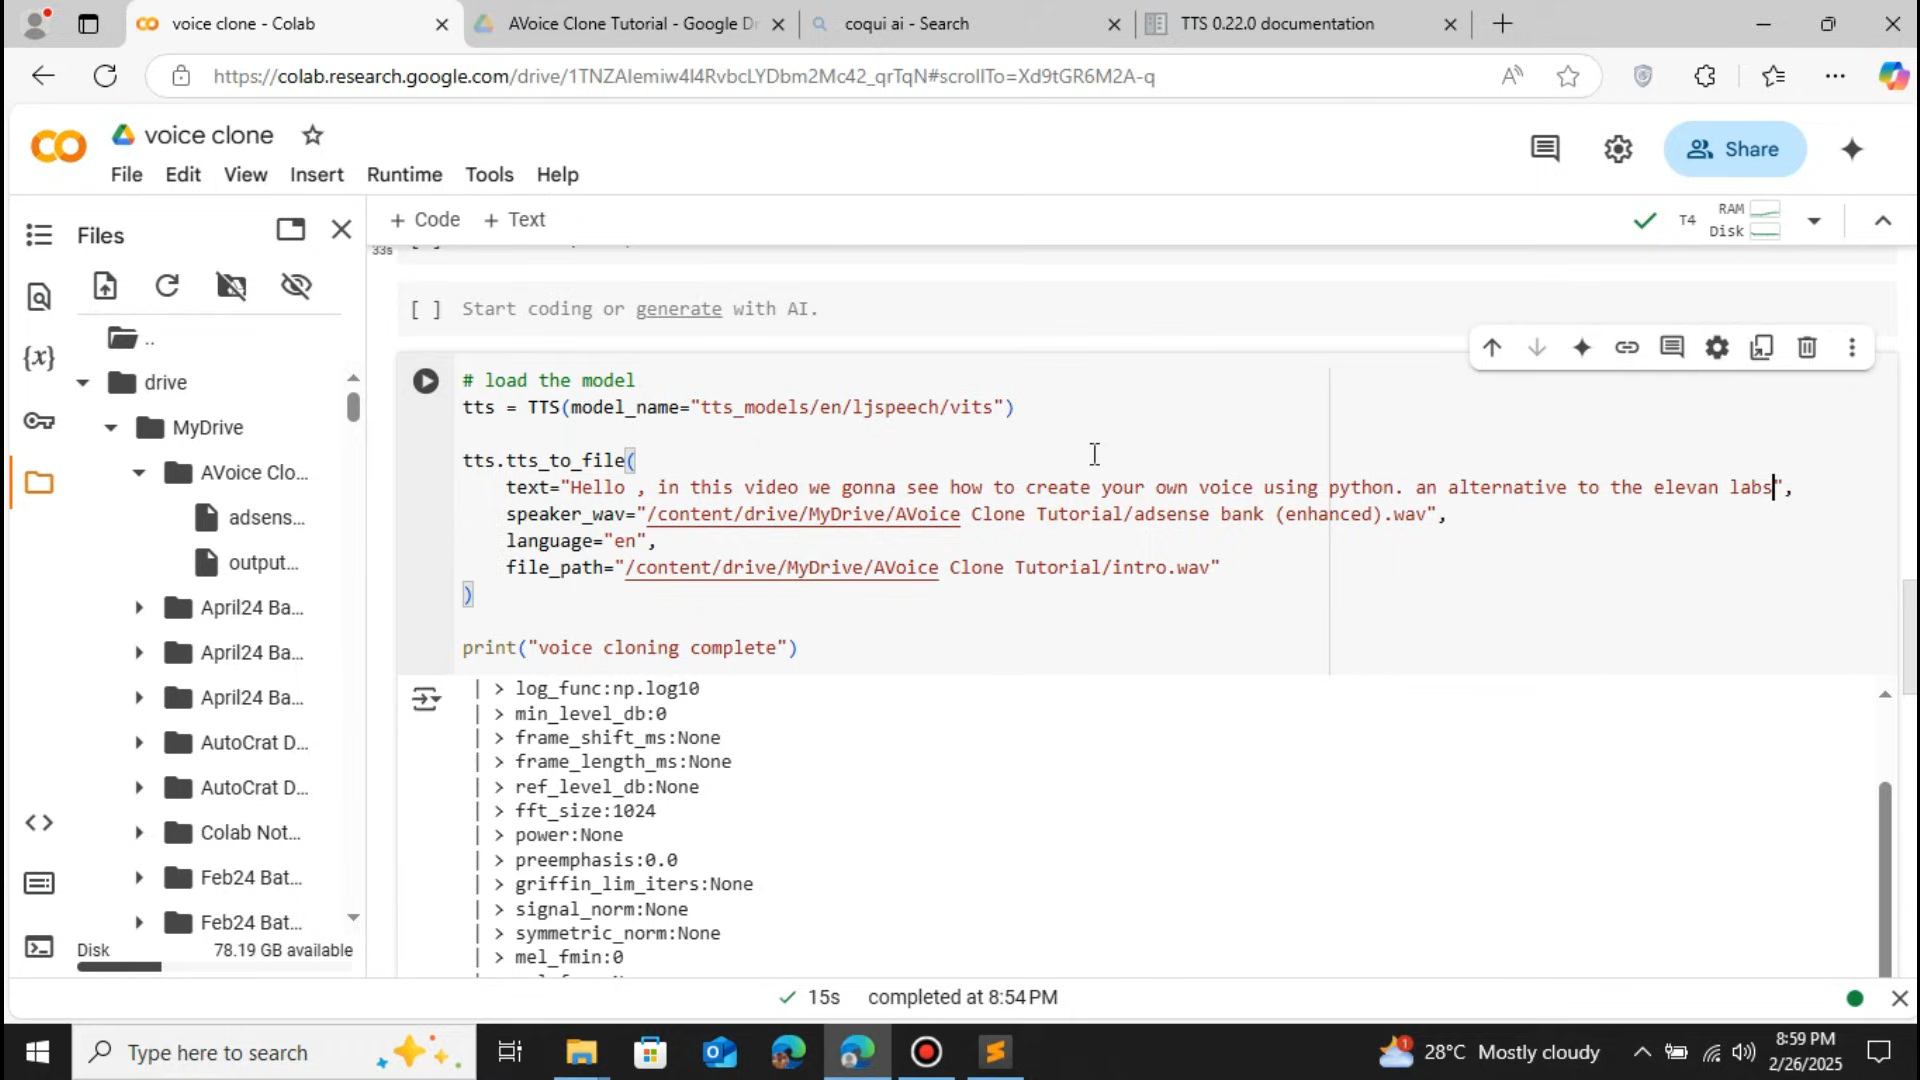 voice clone - Colab
AVoice Clone Tutorial - Google Dr
coqui ai - Search
TTS 0.22.0 documentation
https://colab.research.google.com/drive/1TNZAIemiw4I4RvbcLYDbm2Mc42_qrTqN#scrollTo=Xd9tGR6M2A-q
CO
voice clone
Share
File Edit View Insert Runtime Tools Help
Files
+ Code + Text
T4
RAM
Disk
33s
[ ] Start coding or generate with AI.
..
drive
MyDrive
AVoice Clo...
adsens...
output...
April24 Ba...
April24 Ba...
April24 Ba...
AutoCrat D...
AutoCrat D...
Colab Not...
Feb24 Bat...
Feb24 Bat...
Disk 78.19 GB available
{x}
# load the model
tts = TTS(model_name="tts_models/en/ljspeech/vits")
tts.tts_to_file(
text="Hello , in this video we gonna see how to create your own voice using python. an alternative to the elevan labs",
speaker_wav="/content/drive/MyDrive/AVoice Clone Tutorial/adsense bank (enhanced).wav",
language="en",
file_path="/content/drive/MyDrive/AVoice Clone Tutorial/intro.wav"
)
print("voice cloning complete")
| > log_func:np.log10
| > min_level_db:0
| > frame_shift_ms:None
| > frame_length_ms:None
| > ref_level_db:None
| > fft_size:1024
| > power:None
| > preemphasis:0.0
| > griffin_lim_iters:None
| > signal_norm:None
| > symmetric_norm:None
| > mel_fmin:0
15s completed at 8:54 PM
Type here to search
1
28°C Mostly cloudy
8:59 PM
2/26/2025